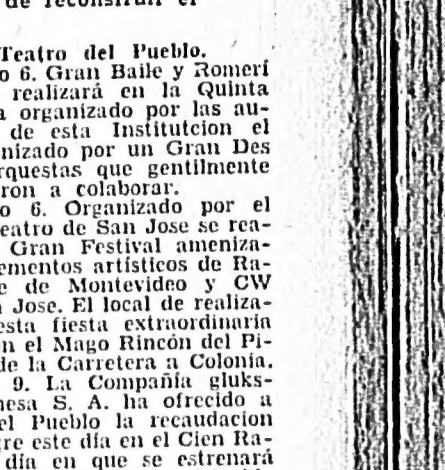 de reconstruir el
Teatro del Pueblo.
o 6. Gran Baile y Romerí
realizará en la Quinta
a organizado por las au-
de esta Institutcion el
nizado por un Gran Des
rquestas que gentilmente
ron a colaborar.
o 6. Organizado por el
eatro de San Jose se rea-
Gran Festival ameniza-
ementos artísticos de Ra-
e de Montevideo y CW
n Jose. El local de realiza-
esta fiesta extraordinaria
n el Mago Rincón del Pi-
de la Carretera a Colonia.
9. La Compañía gluks-
nesa S. A. ha ofrecido a
el Pueblo la recaudacion
gre este día en el Cien Ra-
día en que se estrenará